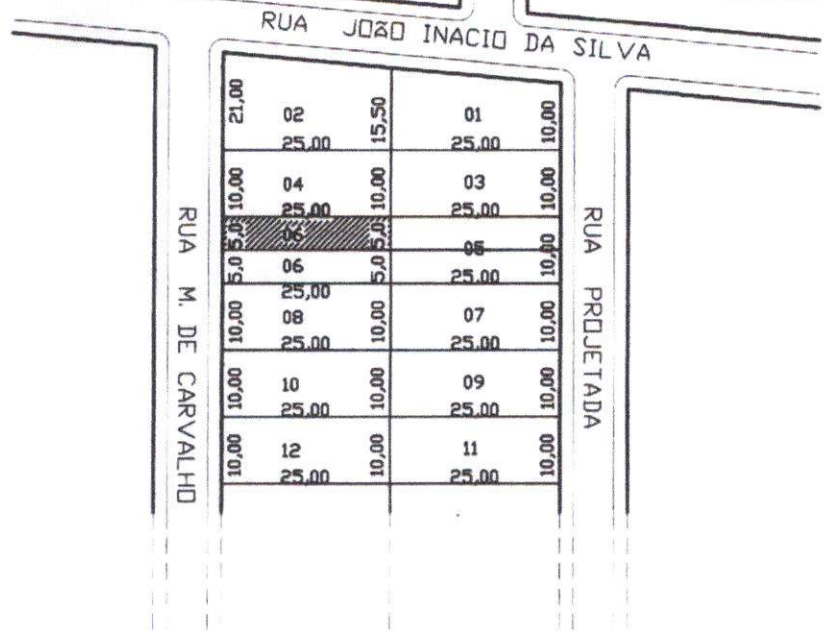 RUA JOÃO INACIO DA SILVA
21,00 02 15,50 01 10,00
25,00 25,00
10,00 04 10,00 03 10,00
25,00 25,00
5,0 06 5,0
05 10,00
5,0 06 5,0 25,00
25,00
10,00 08 10,00 07 10,00
25,00 25,00
10,00 10 10,00 09 10,00
25,00 25,00
10,00 12 10,00 11 10,00
25,00 25,00
RUA M. DE CARVALHO
RUA PROJETADA